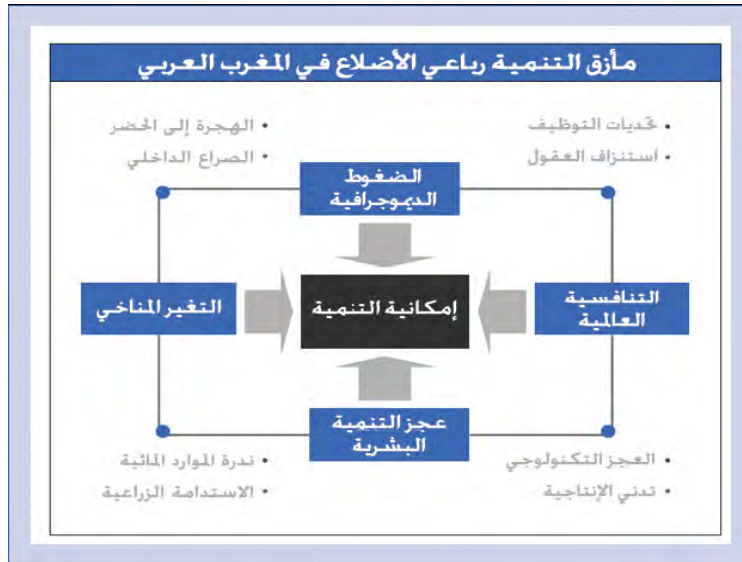 مأزق التنمية رباعي الأضلاع في المغرب العربي
• تحديات التوظيف
• استنزاف العقول
• الهجرة إلى الحضر
• الصراع الداخلي
الضغوط
الديموجرافية
التنافسية
العالمية
إمكانية التنمية
التغير المناخي
عجز التنمية
البشرية
• العجز التكنولوجي
• تدني الإنتاجية
• ندرة الموارد المائية
• الاستدامة الزراعية